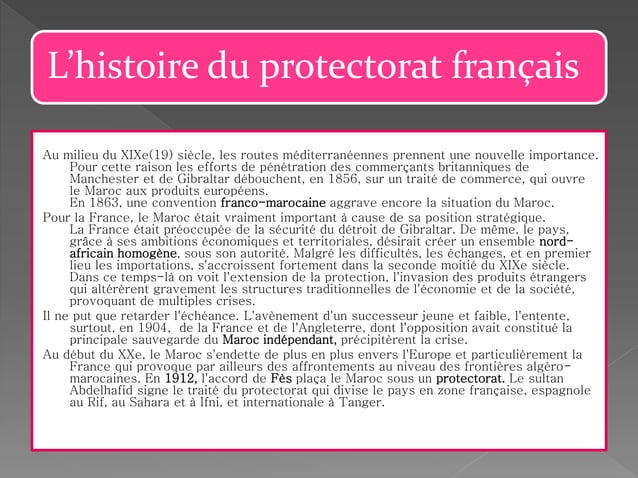 L’histoire du protectorat français
Au milieu du XIXe(19) siècle, les routes méditerranéennes prennent une nouvelle importance.
Pour cette raison les efforts de pénétration des commerçants britanniques de
Manchester et de Gibraltar débouchent, en 1856, sur un traité de commerce, qui ouvre
le Maroc aux produits européens.
En 1863, une convention franco-marocaine aggrave encore la situation du Maroc.
Pour la France, le Maroc était vraiment important à cause de sa position stratégique.
La France était préoccupée de la sécurité du détroit de Gibraltar. De même, le pays,
grâce à ses ambitions économiques et territoriales, désirait créer un ensemble nord-
africain homogène, sous son autorité. Malgré les difficultés, les échanges, et en premier
lieu les importations, s'accroissent fortement dans la seconde moitié du XIXe siècle.
Dans ce temps-là on voit l'extension de la protection, l'invasion des produits étrangers
qui altérèrent gravement les structures traditionnelles de l'économie et de la société,
provoquant de multiples crises.
Il ne put que retarder l'échéance. L'avènement d'un successeur jeune et faible, l'entente,
surtout, en 1904, de la France et de l'Angleterre, dont l'opposition avait constitué la
principale sauvegarde du Maroc indépendant, précipitèrent la crise.
Au début du XXe, le Maroc s'endette de plus en plus envers l'Europe et particulièrement la
France qui provoque par ailleurs des affrontements au niveau des frontières algéro-
marocaines. En 1912, l'accord de Fès plaça le Maroc sous un protectorat. Le sultan
Abdelhafid signe le traité du protectorat qui divise le pays en zone française, espagnole
au Rif, au Sahara et à Ifni, et internationale à Tanger.